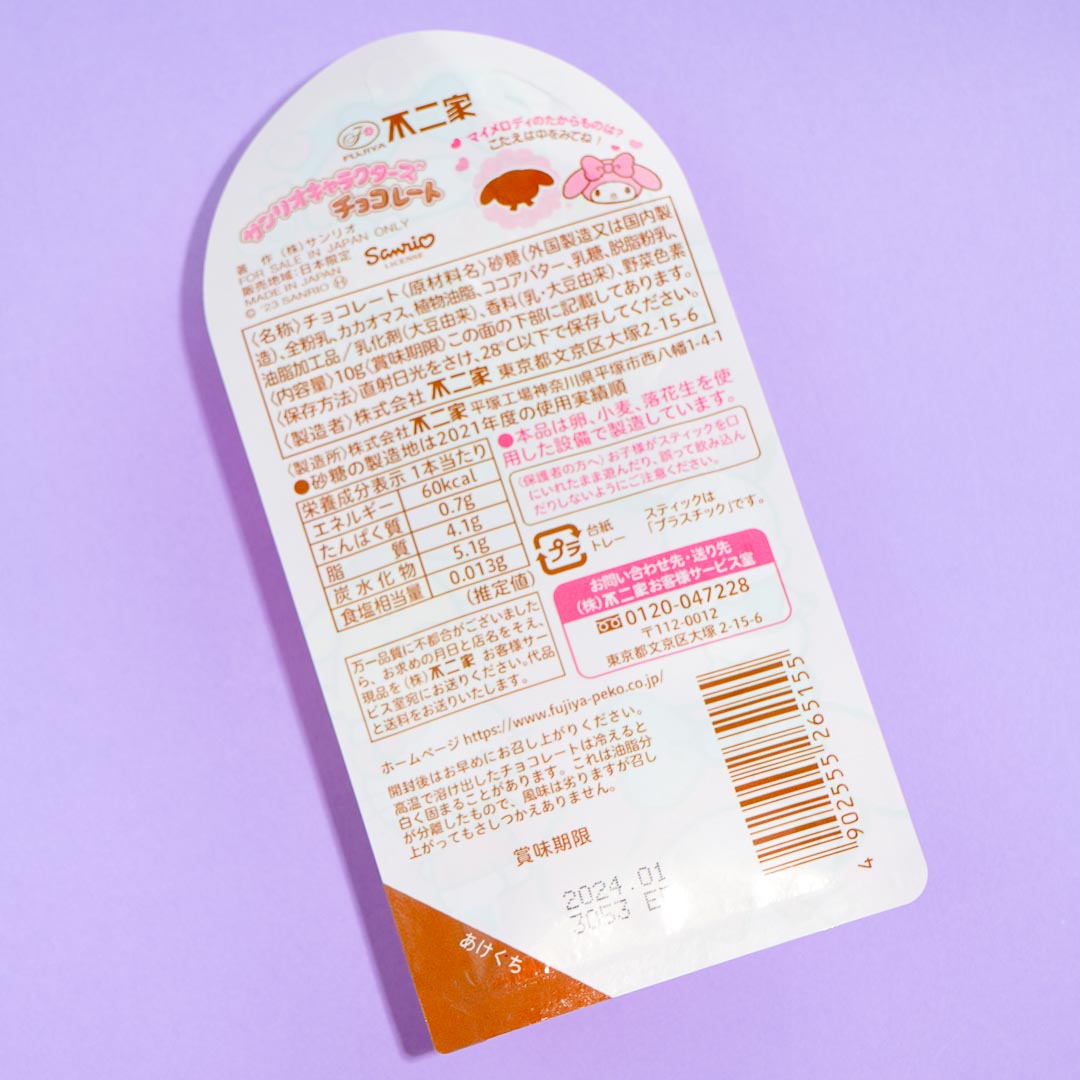 FUJIYA 不二家
マイメロディのたからものは?
こたえは中をみてね!
サンリオキャラクターズ
チョコレート
著 作 (株)サンリオ
FOR SALE IN JAPAN ONLY
販売地域:日本限定
MADE IN JAPAN
© '23 SANRIO Ⓗ
Sanrio
LICENSE
〈名称〉チョコレート〈原材料名〉砂糖(外国製造又は国内製
造)、全粉乳、カカオマス、植物油脂、ココアバター、乳糖、脱脂粉乳、
油脂加工品/乳化剤(大豆由来)、香料(乳・大豆由来)、野菜色素
〈内容量〉10g〈賞味期限〉この面の下部に記載してあります。
〈保存方法〉直射日光をさけ、28℃以下で保存してください。
〈製造者〉株式会社 不二家 東京都文京区大塚2-15-6
〈製造所〉株式会社不二家 平塚工場神奈川県平塚市西八幡1-4-1
●砂糖の製造地は2021年度の使用実績順
栄養成分表示 1本当たり
エネルギー 60kcal
たんぱく質 0.7g
脂質 4.1g
炭水化物 5.1g
食塩相当量 0.013g
(推定値)
●本品は卵、小麦、落花生を使
用した設備で製造しています。
〈保護者の方へ〉お子様がスティックを口
にいれたまま遊んだり、誤って飲み込ん
だりしないようにご注意ください。
プラ
台紙
トレー
スティックは
「プラスチック」です。
お問い合わせ先・送り先
(株)不二家お客様サービス室
0120-047228
〒112-0012
東京都文京区大塚 2-15-6
万一品質に不都合がございました
ら、お求めの月日と店名をそえ、
現品を(株)不二家 お客様サー
ビス室宛にお送りください。代品
と送料をお送りいたします。
ホームページ https://www.fujiya-peko.co.jp/
開封後はお早めにお召し上がりください。
高温で溶け出したチョコレートは冷えると
白く固まることがあります。これは油脂分
が分離したもので、風味は劣りますが召し
上がってもさしつかえありません。
賞味期限
2024.01
3053
あけくち
4 902555 265155